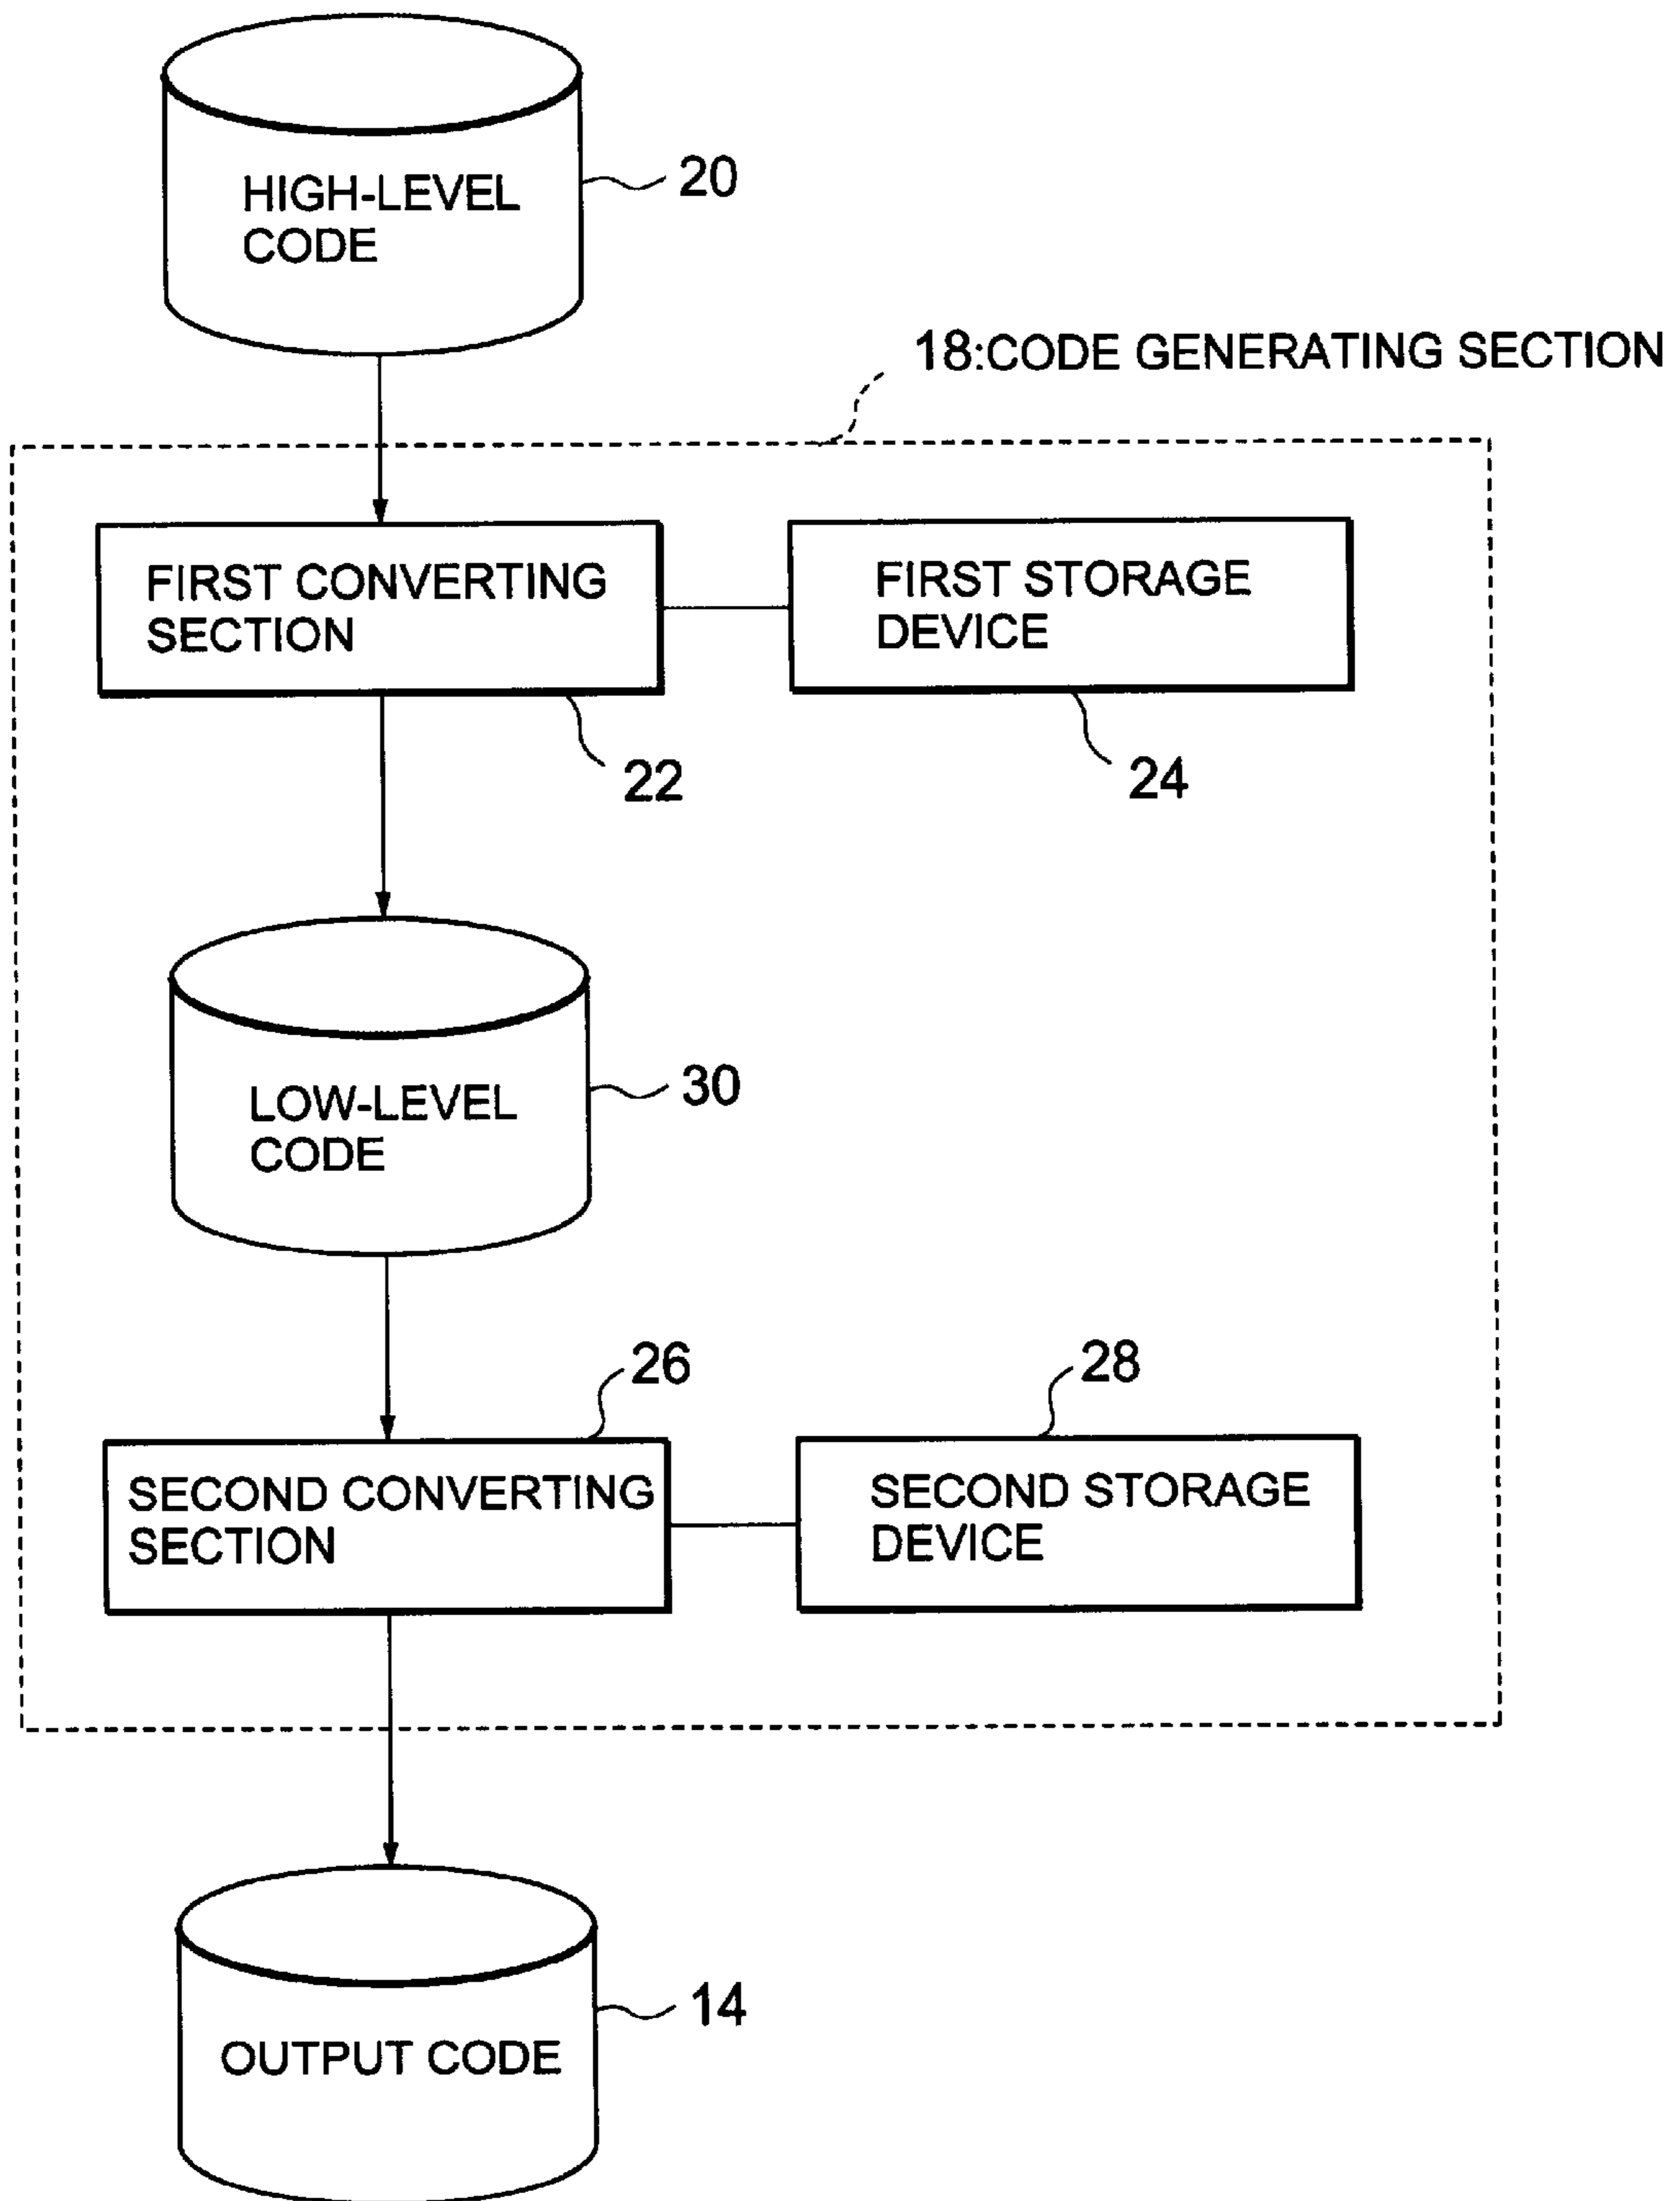 HIGH-LEVEL
CODE
20
18:CODE GENERATING SECTION
FIRST CONVERTING
SECTION
FIRST STORAGE
DEVICE
22
24
LOW-LEVEL
CODE
30
26
28
SECOND CONVERTING
SECTION
SECOND STORAGE
DEVICE
14
OUTPUT CODE